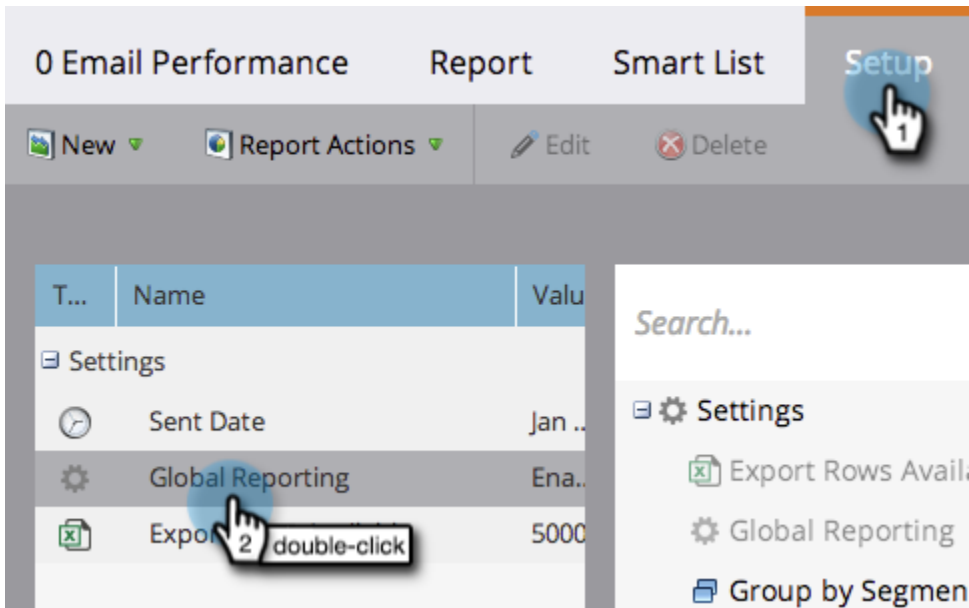 0 Email Performance Report Smart List Setup
1
New Report Actions Edit Delete
T... Name Valu
Search...
Settings
Sent Date Jan ..
Settings
Global Reporting Ena..
Export Rows Availa
2 double-click
5000
Global Reporting
Group by Segmen